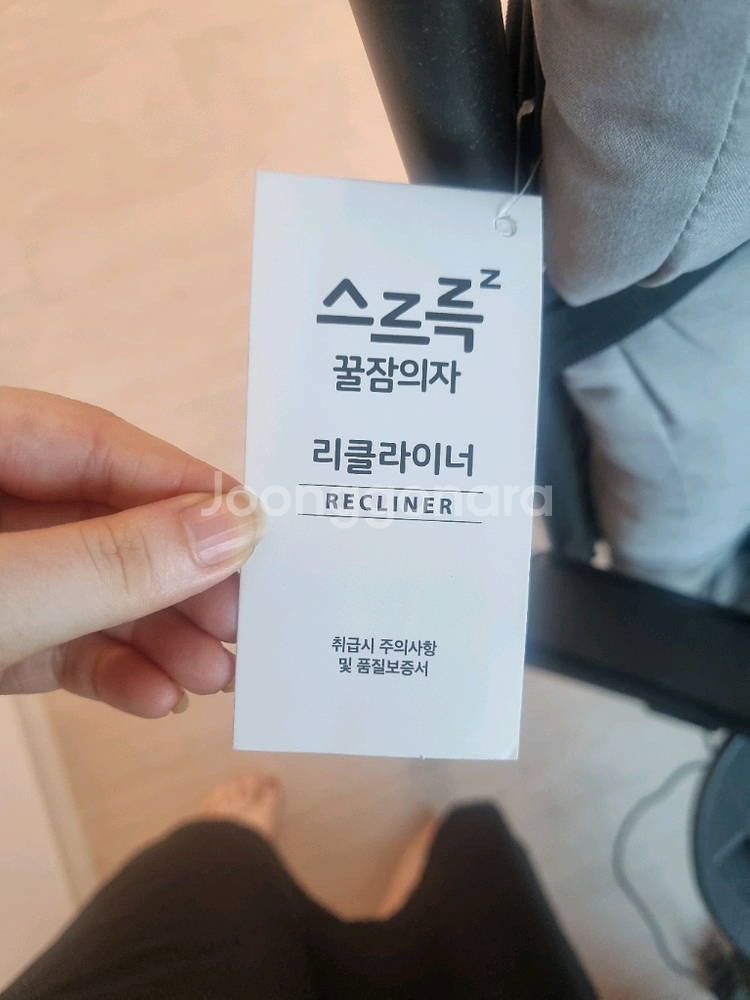 스르륵z
꿀잠의자
리클라이너
Joonggonara
RECLINER
취급시 주의사항
및 품질보증서